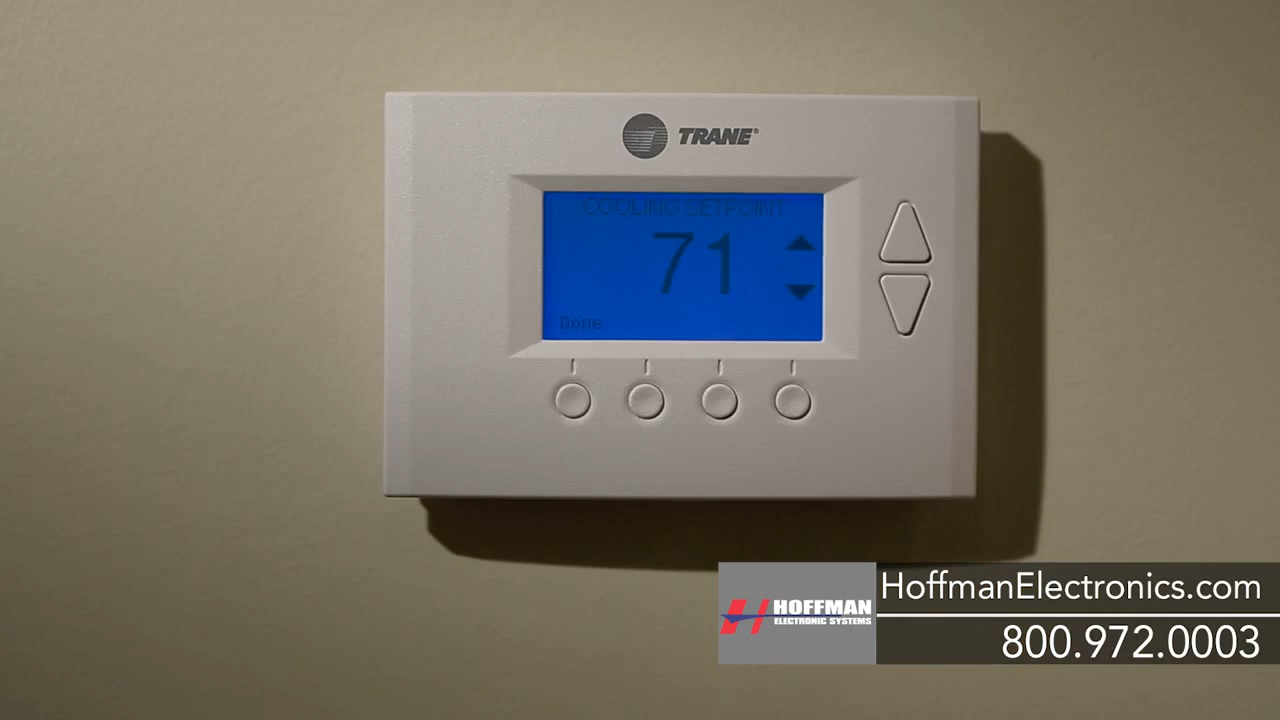 TRANE®
COOLING SETPOINT
71
Done
HOFFMAN
ELECTRONIC SYSTEMS
HoffmanElectronics.com
800.972.0003